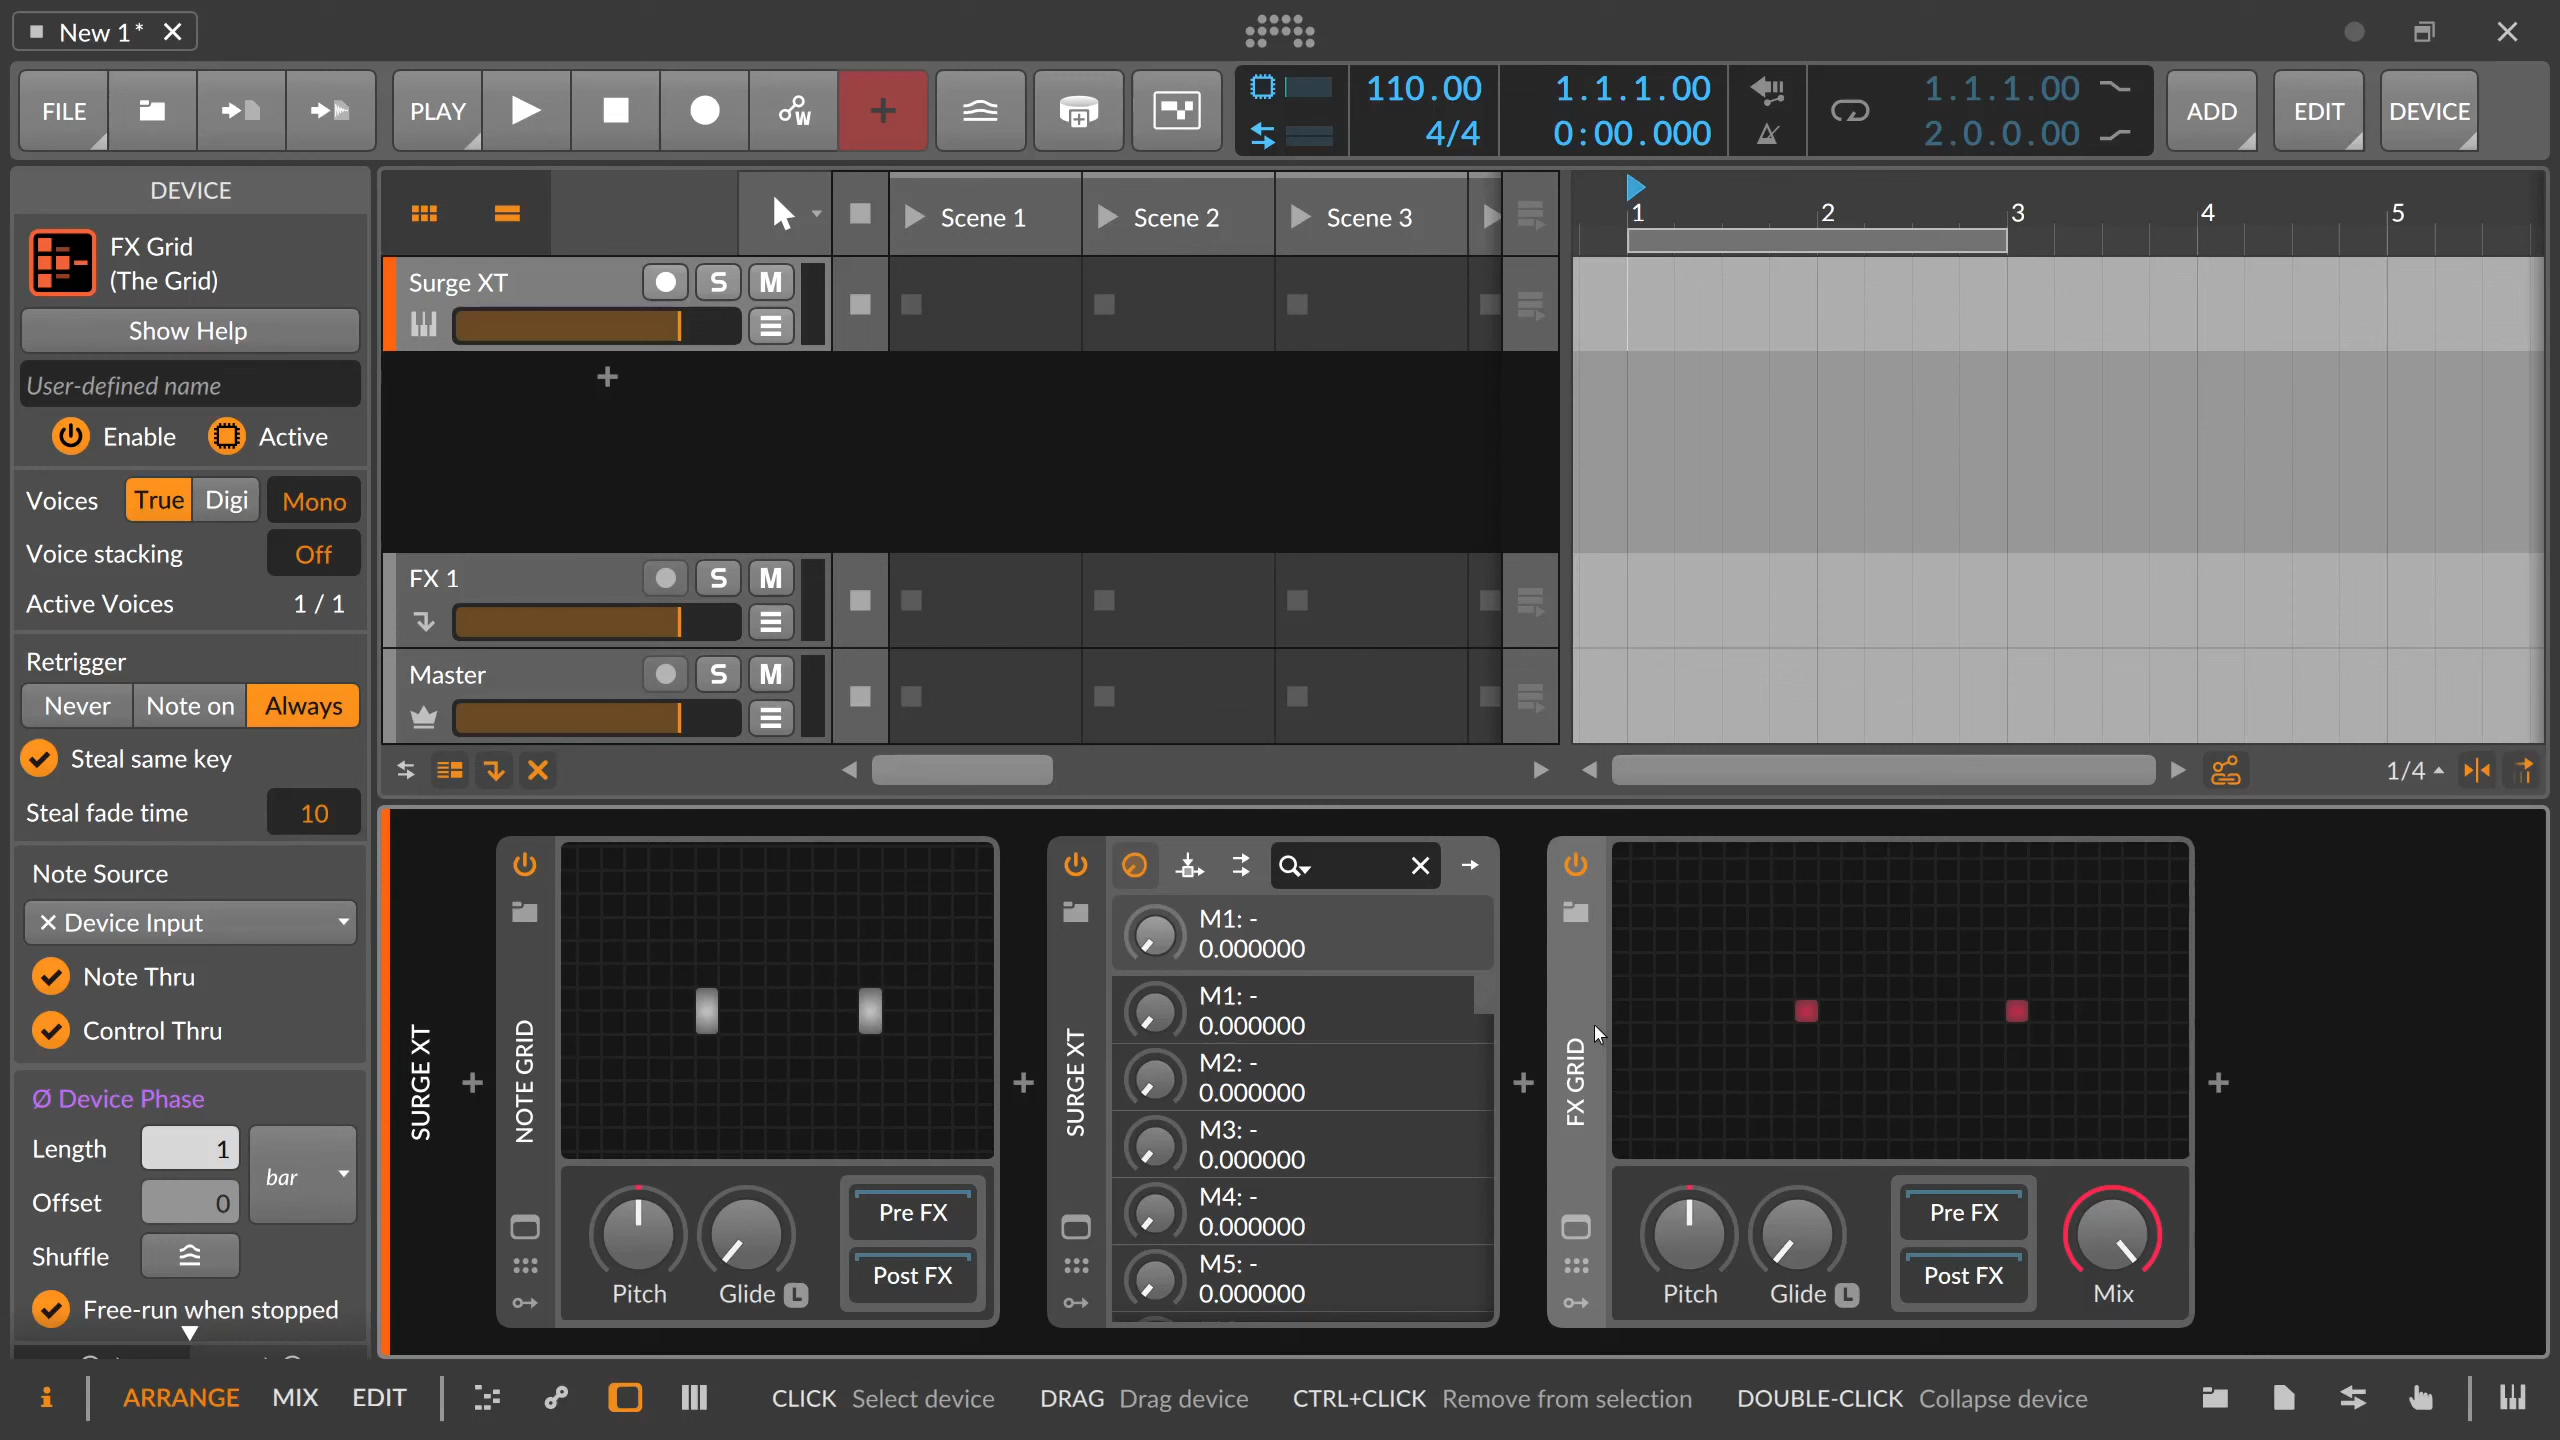 New 1*
FILE
PLAY
W
110.00
4/4
1.1.1.00
0:00.000
1.1.1.00
2.0.0.00
ADD
EDIT
DEVICE
DEVICE
FX Grid
(The Grid)
Show Help
User-defined name
Enable
Active
Voices
True
Digi
Mono
Voice stacking
Off
Active Voices
1 / 1
Retrigger
Never
Note on
Always
Steal same key
Steal fade time
10
Note Source
Device Input
Note Thru
Control Thru
Ø Device Phase
Length
1
bar
Offset
0
Shuffle
Free-run when stopped
Scene 1
Scene 2
Scene 3
1
2
3
4
5
Surge XT
S
M
FX 1
S
M
Master
S
M
1/4
SURGE XT
NOTE GRID
Pitch
Glide
L
Pre FX
Post FX
SURGE XT
M1: -
0.000000
M1: -
0.000000
M2: -
0.000000
M3: -
0.000000
M4: -
0.000000
M5: -
0.000000
FX GRID
Pitch
Glide
L
Pre FX
Post FX
Mix
i
ARRANGE
MIX
EDIT
CLICK Select device
DRAG Drag device
CTRL+CLICK Remove from selection
DOUBLE-CLICK Collapse device